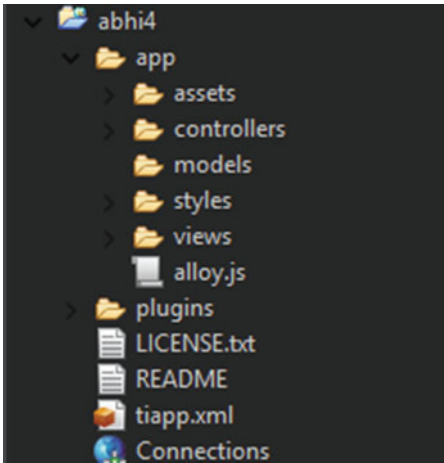 abhi4
app
assets
controllers
models
styles
views
alloy.js
plugins
LICENSE.txt
README
tiapp.xml
Connections